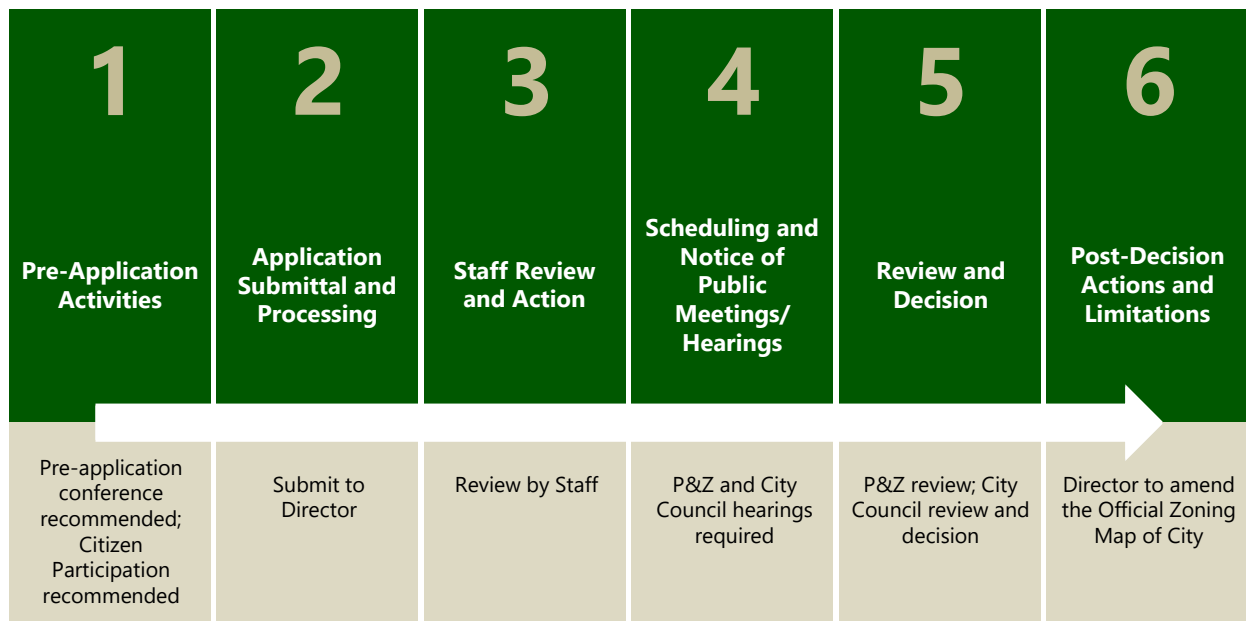 1
Pre-Application
Activities
Pre-application
conference
recommended;
Citizen
Participation
recommended
2
Application
Submittal and
Processing
Submit to
Director
3
Staff Review
and Action
Review by Staff
4
Scheduling and
Notice of
Public
Meetings/
Hearings
P&Z and City
Council hearings
required
5
Review and
Decision
P&Z review; City
Council review and
decision
6
Post-Decision
Actions and
Limitations
Director to amend
the Official Zoning
Map of City